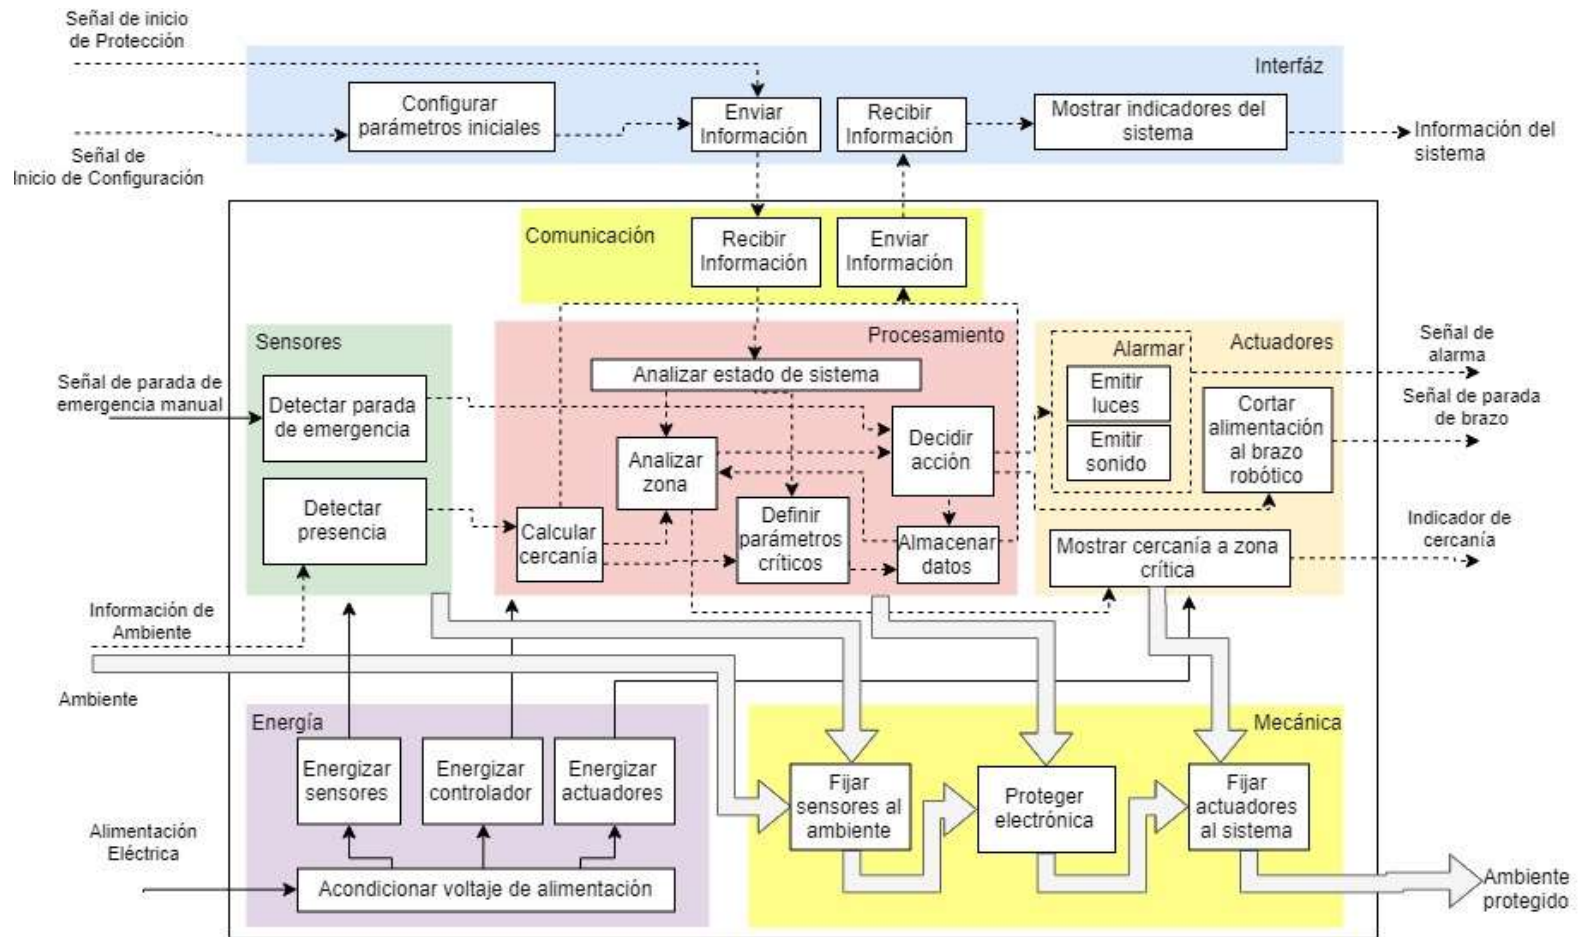 Señal de inicio
de Protección
Interfáz
Configurar
parámetros iniciales
Enviar
Información
Recibir
Información
Mostrar indicadores del
sistema
Información del
sistema
Señal de
Inicio de Configuración
Comunicación
Recibir
Información
Enviar
Información
Sensores
Procesamiento
Alarmar
Actuadores
Señal de
alarma
Analizar estado de sistema
Señal de parada de
emergencia manual
Detectar parada
de emergencia
Emitir
luces
Emitir
sonido
Cortar
alimentación
al brazo
robótico
Señal de parada
de brazo
Decidir
acción
Analizar
zona
Detectar
presencia
Calcular
cercanía
Definir
parámetros
críticos
Almacenar
datos
Mostrar cercanía a zona
crítica
Indicador de
cercanía
Información de
Ambiente
Ambiente
Energía
Mecánica
Energizar
sensores
Energizar
controlador
Energizar
actuadores
Fijar
sensores al
ambiente
Proteger
electrónica
Fijar
actuadores
al sistema
Alimentación
Eléctrica
Acondicionar voltaje de alimentación
Ambiente
protegido